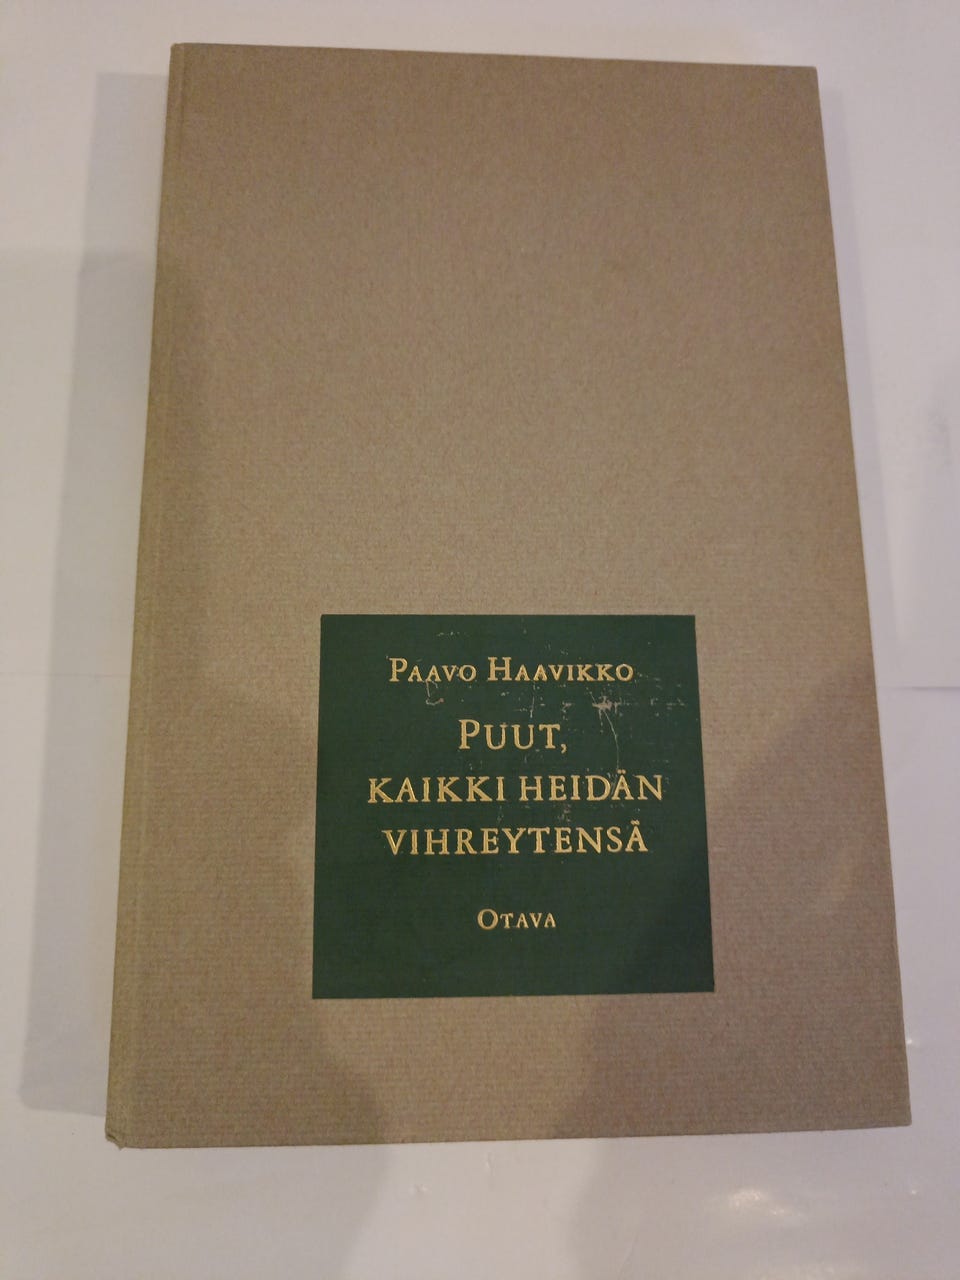 PAAVO HAAVIKKO
PUUT,
KAIKKI HEIDÄN
VIHREYTENSÄ
OTAVA